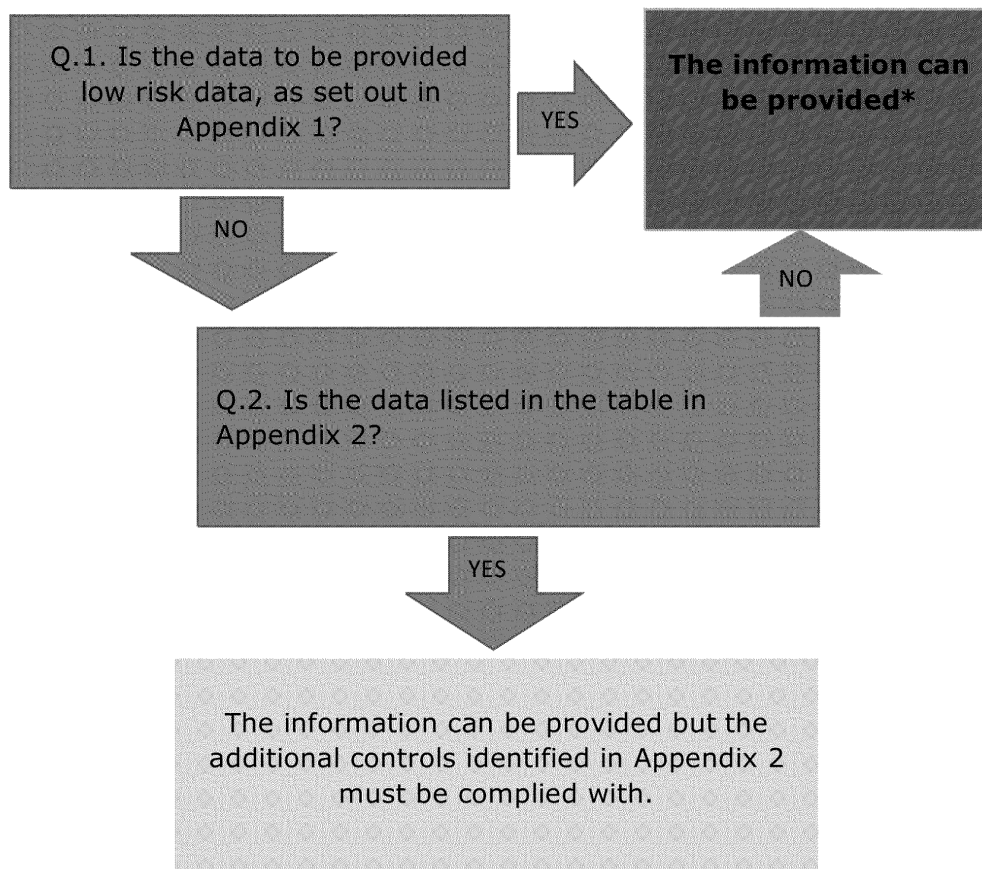 Q.1. Is the data to be provided
low risk data, as set out in
Appendix 1?
YES
The information can
be provided*
NO
NO
Q.2. Is the data listed in the table in
Appendix 2?
YES
The information can be provided but the
additional controls identified in Appendix 2
must be complied with.